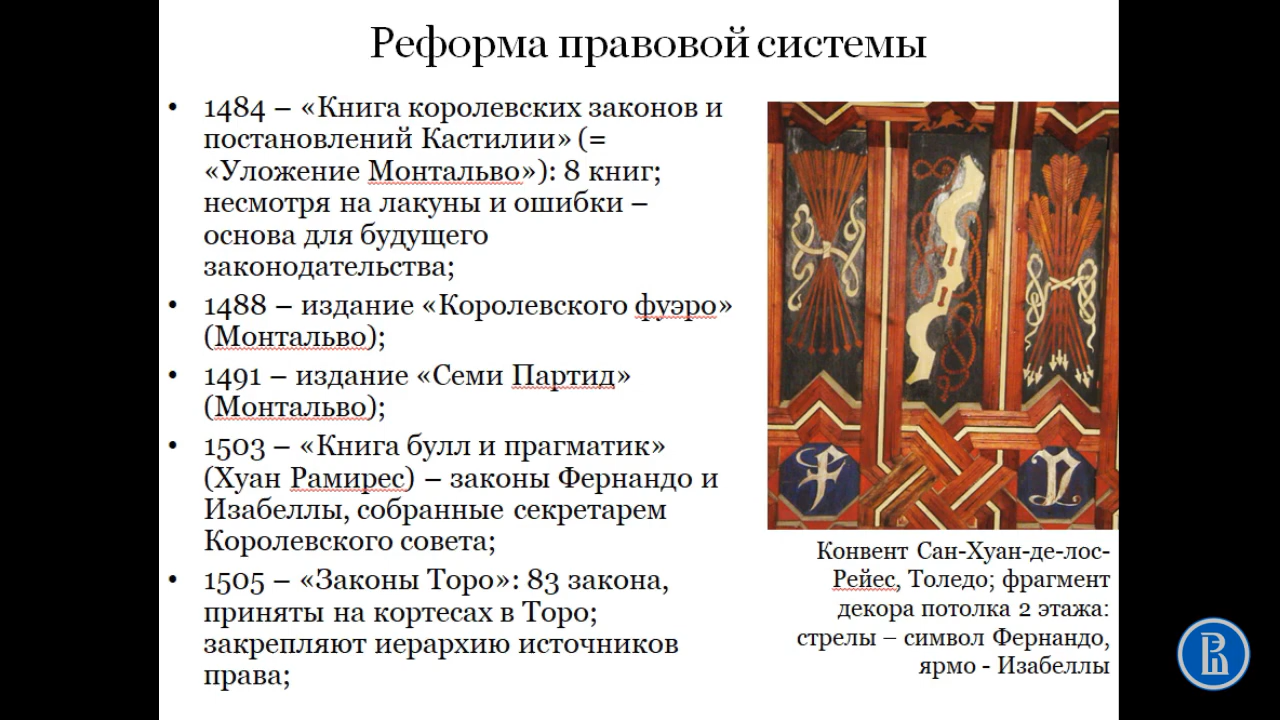 Реформа правовой системы
• 1484 – «Книга королевских законов и
постановлений Кастилии» (=
«Уложение Монтальво»): 8 книг;
несмотря на лакуны и ошибки –
основа для будущего
законодательства;
• 1488 – издание «Королевского фуэро»
(Монтальво);
• 1491 – издание «Семи Партид»
(Монтальво);
• 1503 – «Книга булл и прагматик»
(Хуан Рамирес) – законы Фернандо и
Изабеллы, собранные секретарем
Королевского совета;
• 1505 – «Законы Торо»: 83 закона,
приняты на кортесах в Торо;
закрепляют иерархию источников
права;
Конвент Сан-Хуан-де-лос-
Рейес, Толедо; фрагмент
декора потолка 2 этажа:
стрелы – символ Фернандо,
ярмо - Изабеллы